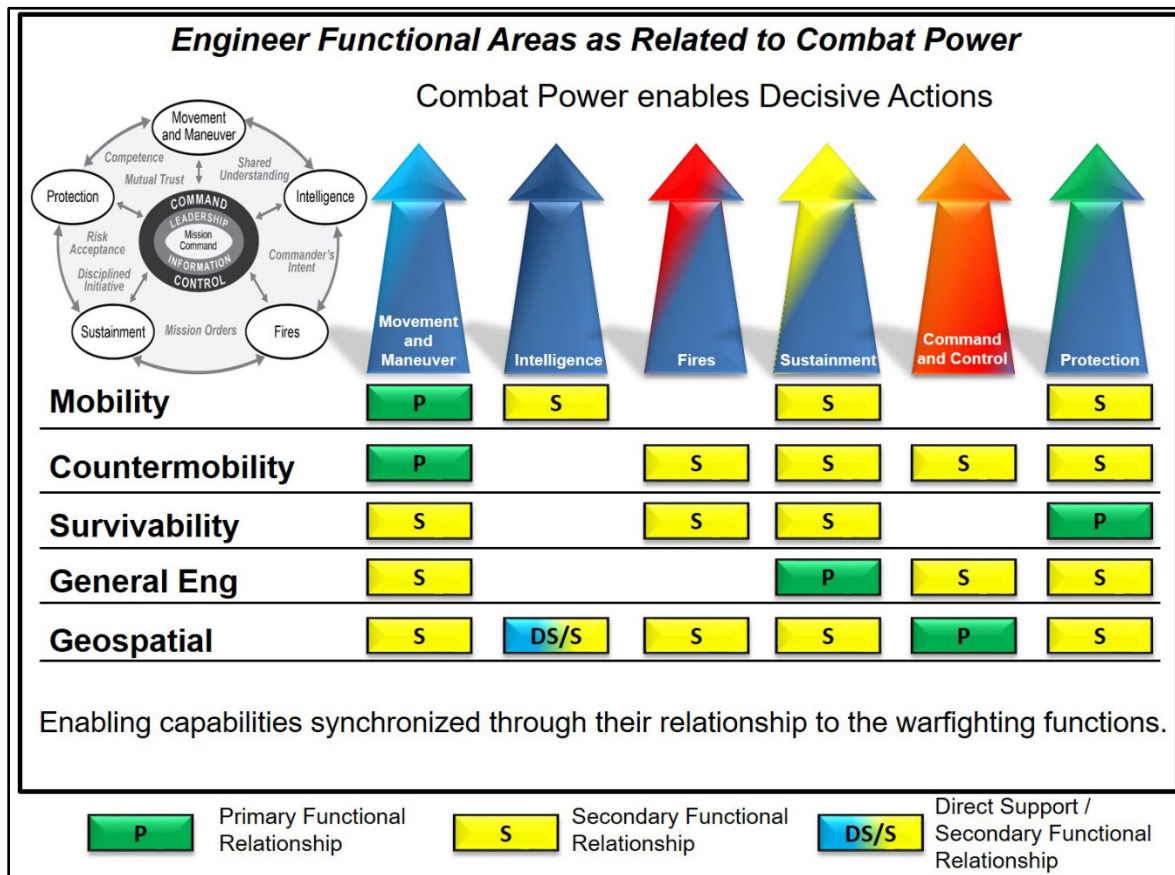 Engineer Functional Areas as Related to Combat Power
Combat Power enables Decisive Actions
Movement
and Maneuver
Competence
Shared
Understanding
Mutual Trust
Protection
Intelligence
COMMAND
LEADERSHIP
Mission
Command
INFORMATION
CONTROL
Risk
Acceptance
Commander's
Intent
Disciplined
Initiative
Sustainment
Mission Orders
Fires
Movement
and
Maneuver
Intelligence
Fires
Sustainment
Command
and Control
Protection
Mobility P S S S
Countermobility P S S S S
Survivability S S S P
General Eng S P S S
Geospatial S DS/S S S P S
Enabling capabilities synchronized through their relationship to the warfighting functions.
P Primary Functional
Relationship
S Secondary Functional
Relationship
DS/S Direct Support /
Secondary Functional
Relationship